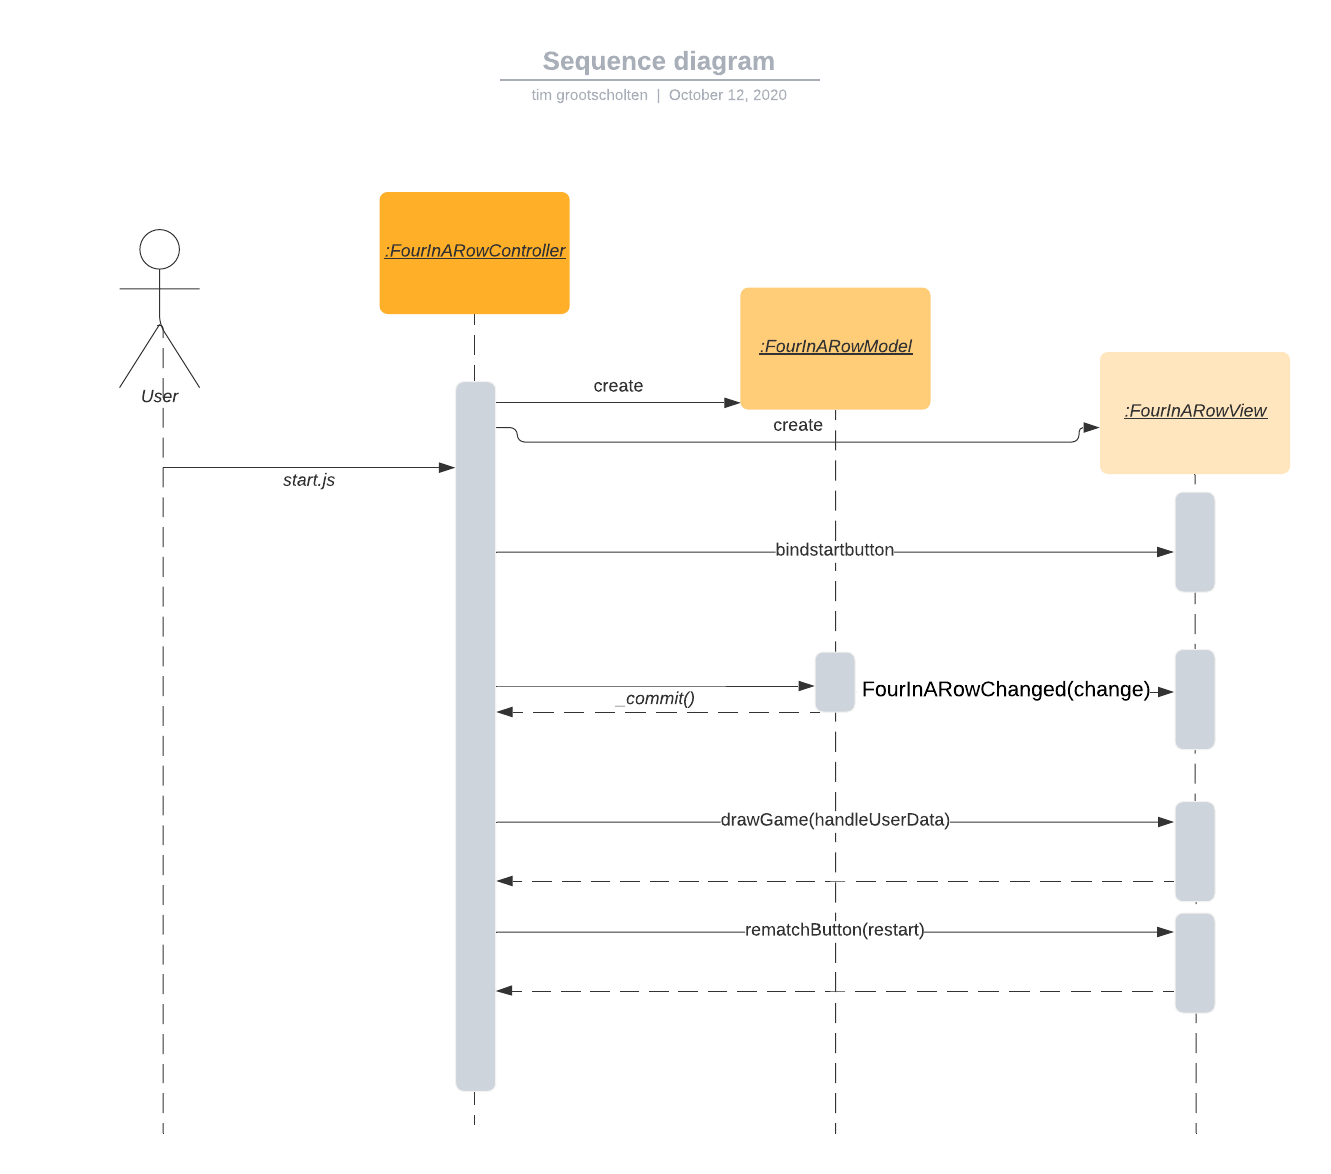 Sequence diagram
tim grootscholten | October 12, 2020
:FourInARowController
:FourInARowModel
create
User
:FourInARowView
create
start.js
bindstartbutton
FourInARowChanged(change)
_commit()
drawGame(handleUserData)
rematchButton(restart)